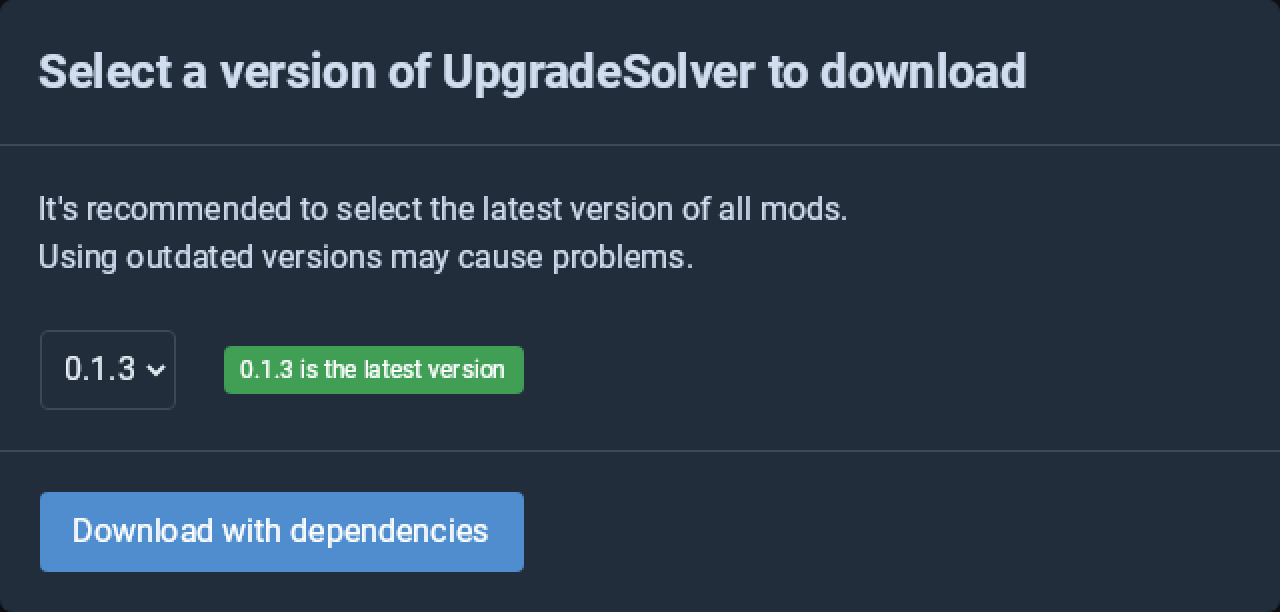 Select a version of UpgradeSolver to download
It's recommended to select the latest version of all mods.
Using outdated versions may cause problems.
0.1.3
0.1.3 is the latest version
Download with dependencies